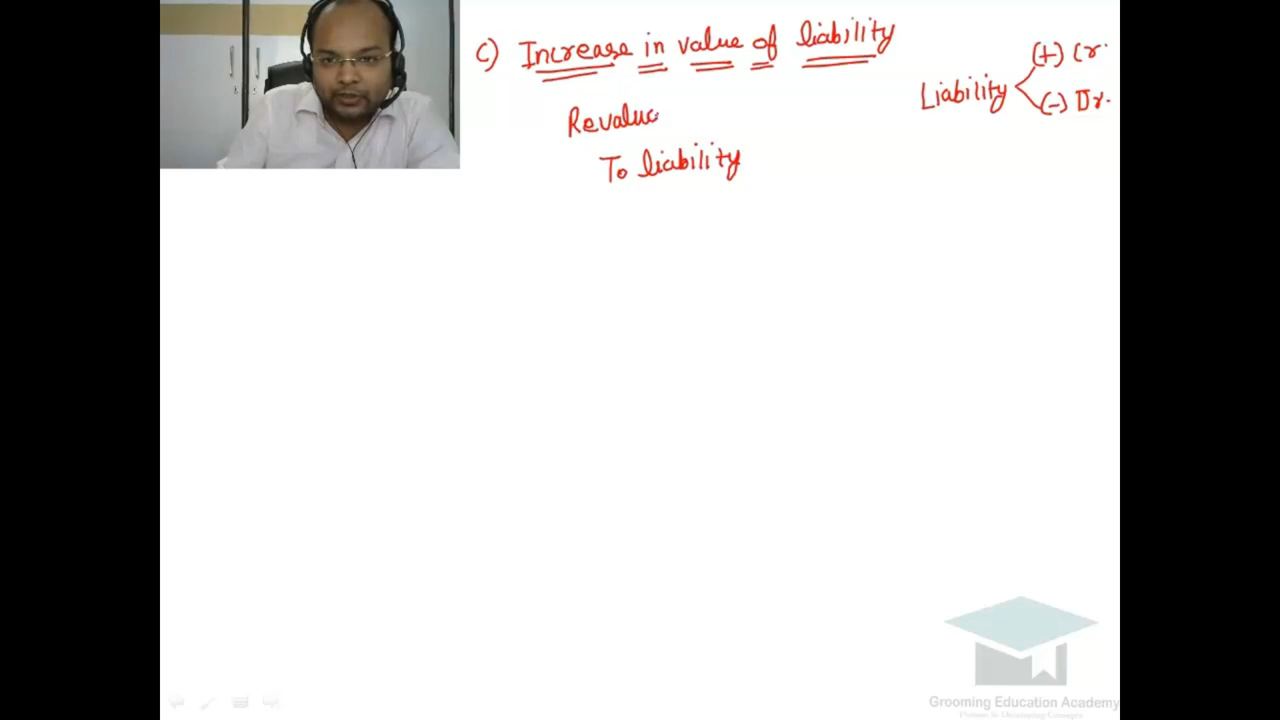 c) Increase in value of liability
Revalue
To liability
Liability
(+) Cr.
(-) Dr.
Grooming Education Academy